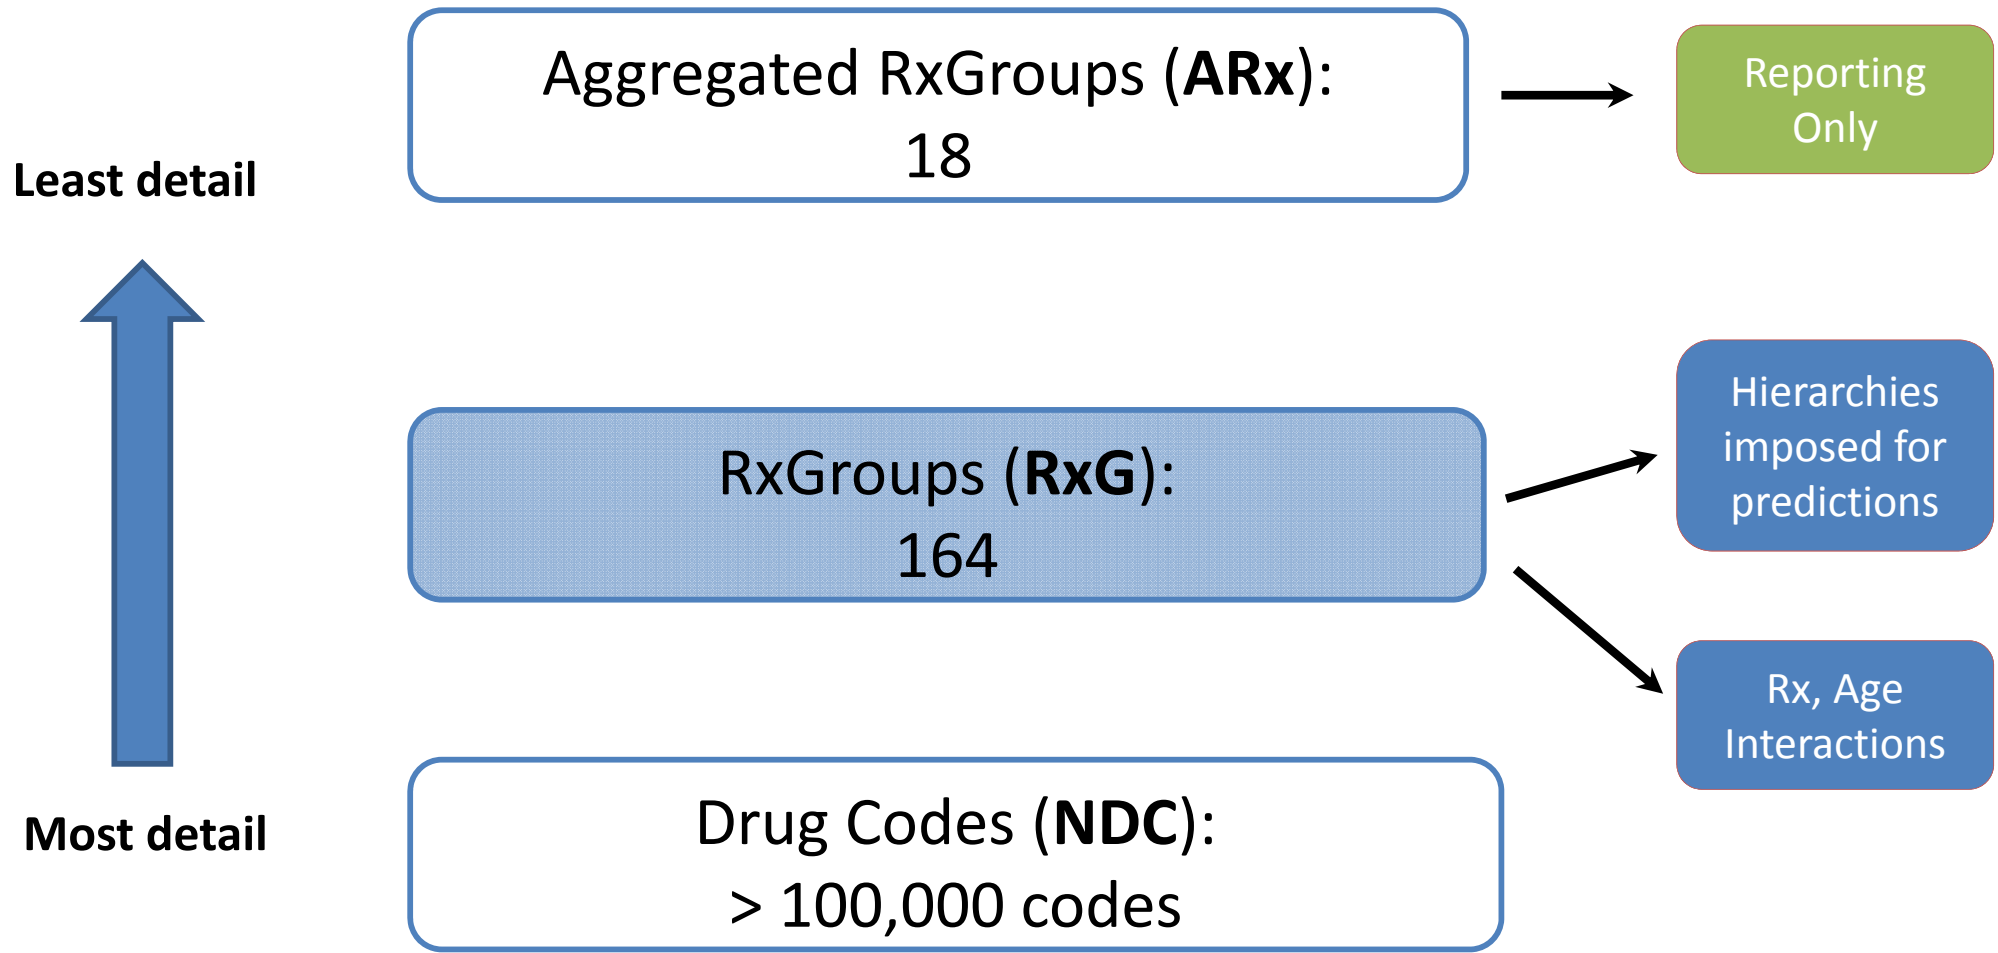 Aggregated RxGroups (ARx):
18
Reporting
Only
Least detail
RxGroups (RxG):
164
Hierarchies
imposed for
predictions
Rx, Age
Interactions
Most detail
Drug Codes (NDC):
> 100,000 codes